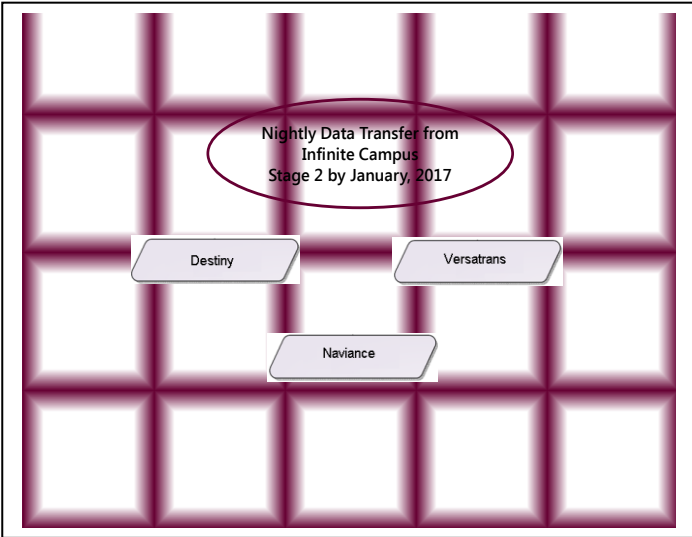 Nightly Data Transfer from
Infinite Campus
Stage 2 by January, 2017
Destiny
Versatrans
Naviance